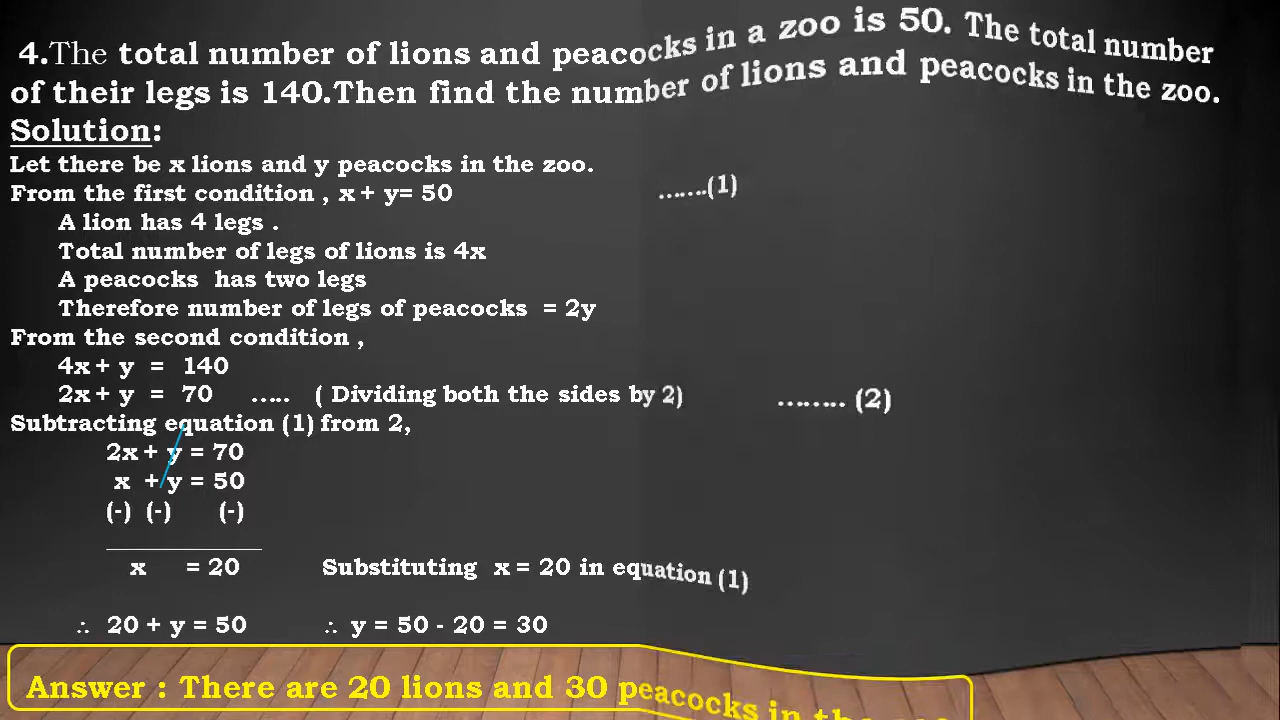 4.The total number of lions and peacocks in a zoo is 50. The total number
of their legs is 140.Then find the number of lions and peacocks in the zoo.
Solution:
Let there be x lions and y peacocks in the zoo.
From the first condition , x + y= 50 .......(1)
A lion has 4 legs .
Total number of legs of lions is 4x
A peacocks has two legs
Therefore number of legs of peacocks = 2y
From the second condition ,
4x + y = 140
2x + y = 70 ..... ( Dividing both the sides by 2) ........ (2)
Subtracting equation (1) from 2,
2x + y = 70
x + y = 50
(-) (-) (-)
x = 20 Substituting x = 20 in equation (1)
∴ 20 + y = 50 ∴ y = 50 - 20 = 30
Answer : There are 20 lions and 30 peacocks in the zoo